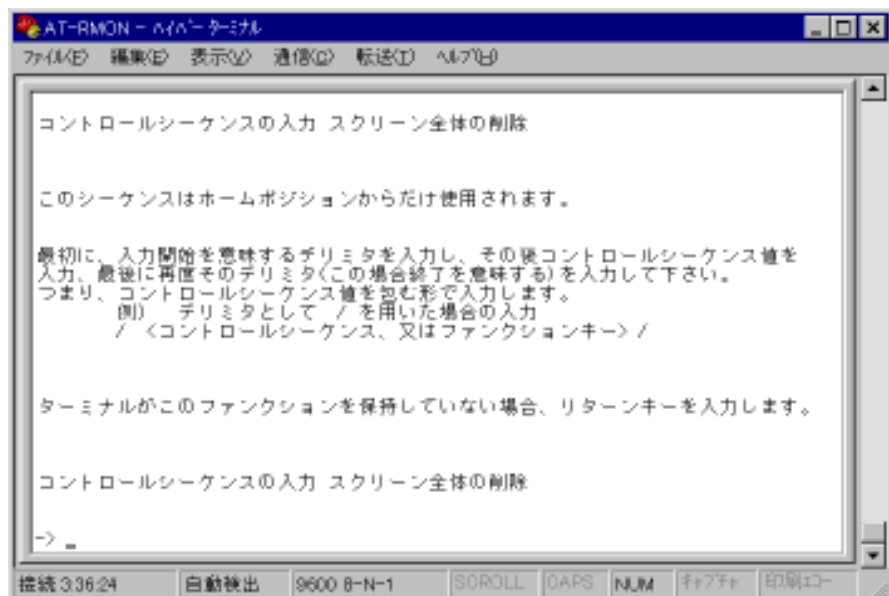 AT-RMON - ﾊｲﾊﾟｰ ﾀｰﾐﾅﾙ
ﾌｧｲﾙ(F) 編集(E) 表示(V) 通信(C) 転送(T) ﾍﾙﾌﾟ(H)
コントロールシーケンスの入力 スクリーン全体の削除
このシーケンスはホームポジションからだけ使用されます。
最初に、入力開始を意味するデリミタを入力し、その後コントロールシーケンス値を
入力、最後に再度そのデリミタ(この場合終了を意味する)を入力して下さい。
つまり、コントロールシーケンス値を包む形で入力します。
例) デリミタとして / を用いた場合の入力
/ <コントロールシーケンス、又はファンクションキー> /
ターミナルがこのファンクションを保持していない場合、リターンキーを入力します。
コントロールシーケンスの入力 スクリーン全体の削除
-> _
接続 3:36:24 自動検出 9600 8-N-1 SCROLL CAPS NUM ｷｬﾌﾟﾁｬ 印刷ｴｺｰ